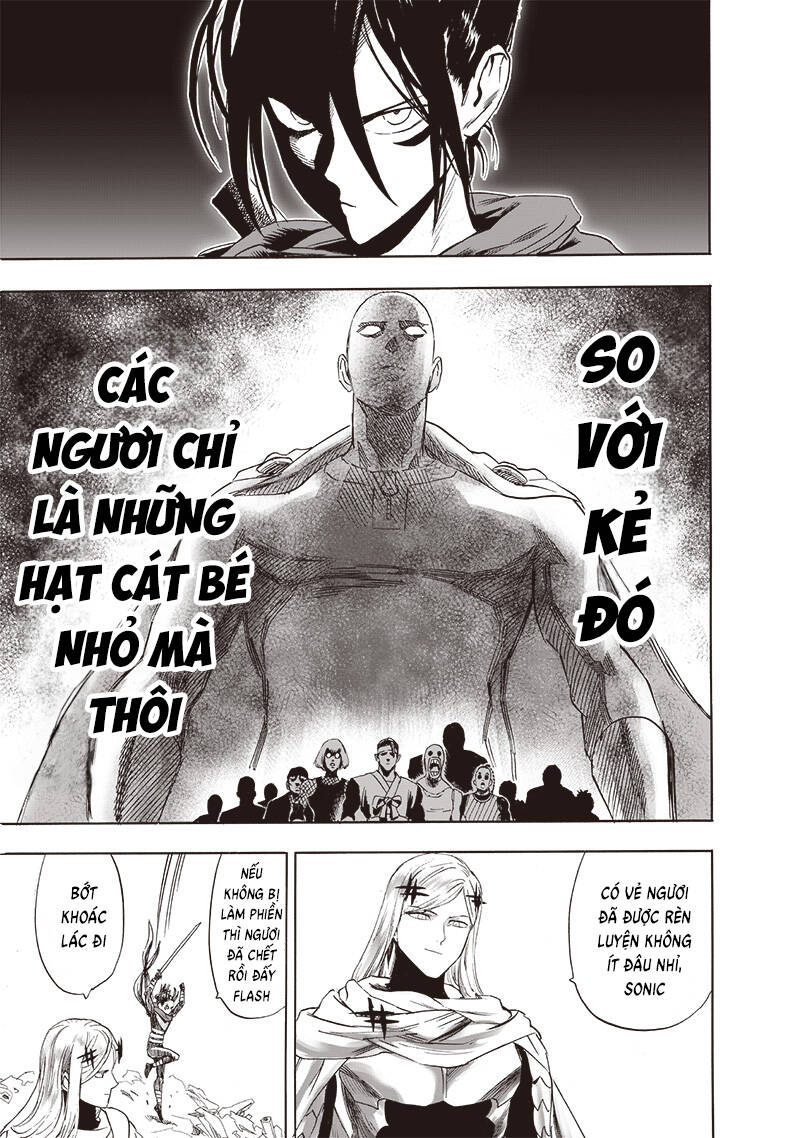 SO
VỚI
KẺ
ĐÓ
CÁC
NGƯƠI CHỈ
LÀ NHỮNG
HẠT CÁT BÉ
NHỎ MÀ
THÔI
CÓ VẺ NGƯƠI
ĐÃ ĐƯỢC RÈN
LUYỆN KHÔNG
ÍT ĐÂU NHỈ,
SONIC
NẾU
KHÔNG BỊ
LÀM PHIỀN
THÌ NGƯƠI
ĐÃ CHẾT
RỒI ĐẤY
FLASH
BỚT
KHOÁC
LÁC ĐI